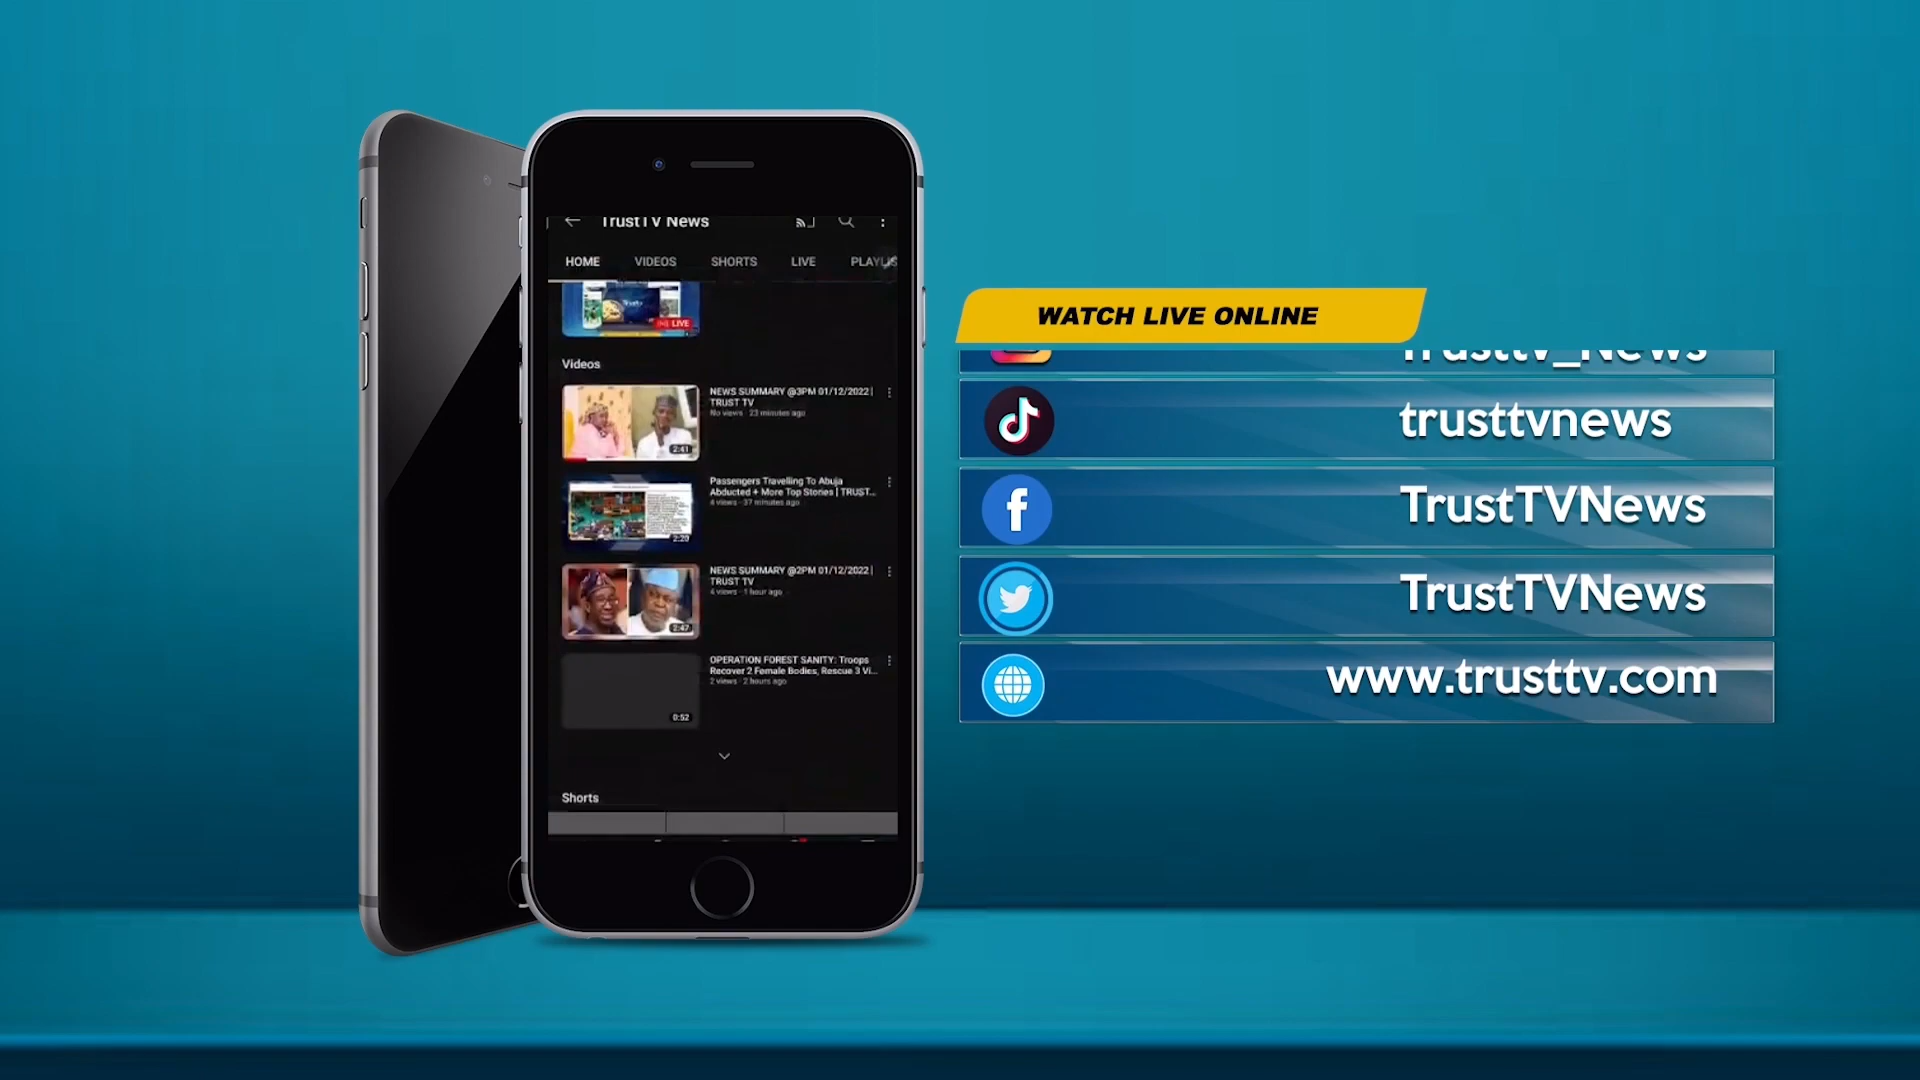 TrustTV News
HOME VIDEOS SHORTS LIVE PLAYLIS
LIVE
Videos
NEWS SUMMARY @3PM 01/12/2022 |
TRUST TV
No views · 23 minutes ago
2:41
Passengers Travelling To Abuja
Abducted + More Top Stories | TRUST...
4 views · 37 minutes ago
2:20
NEWS SUMMARY @2PM 01/12/2022 |
TRUST TV
4 views · 1 hour ago
2:47
OPERATION FOREST SANITY: Troops
Recover 2 Female Bodies, Rescue 3 Vi...
2 views · 2 hours ago
0:52
Shorts
WATCH LIVE ONLINE
Trusttv_News
trusttvnews
TrustTVNews
TrustTVNews
www.trusttv.com